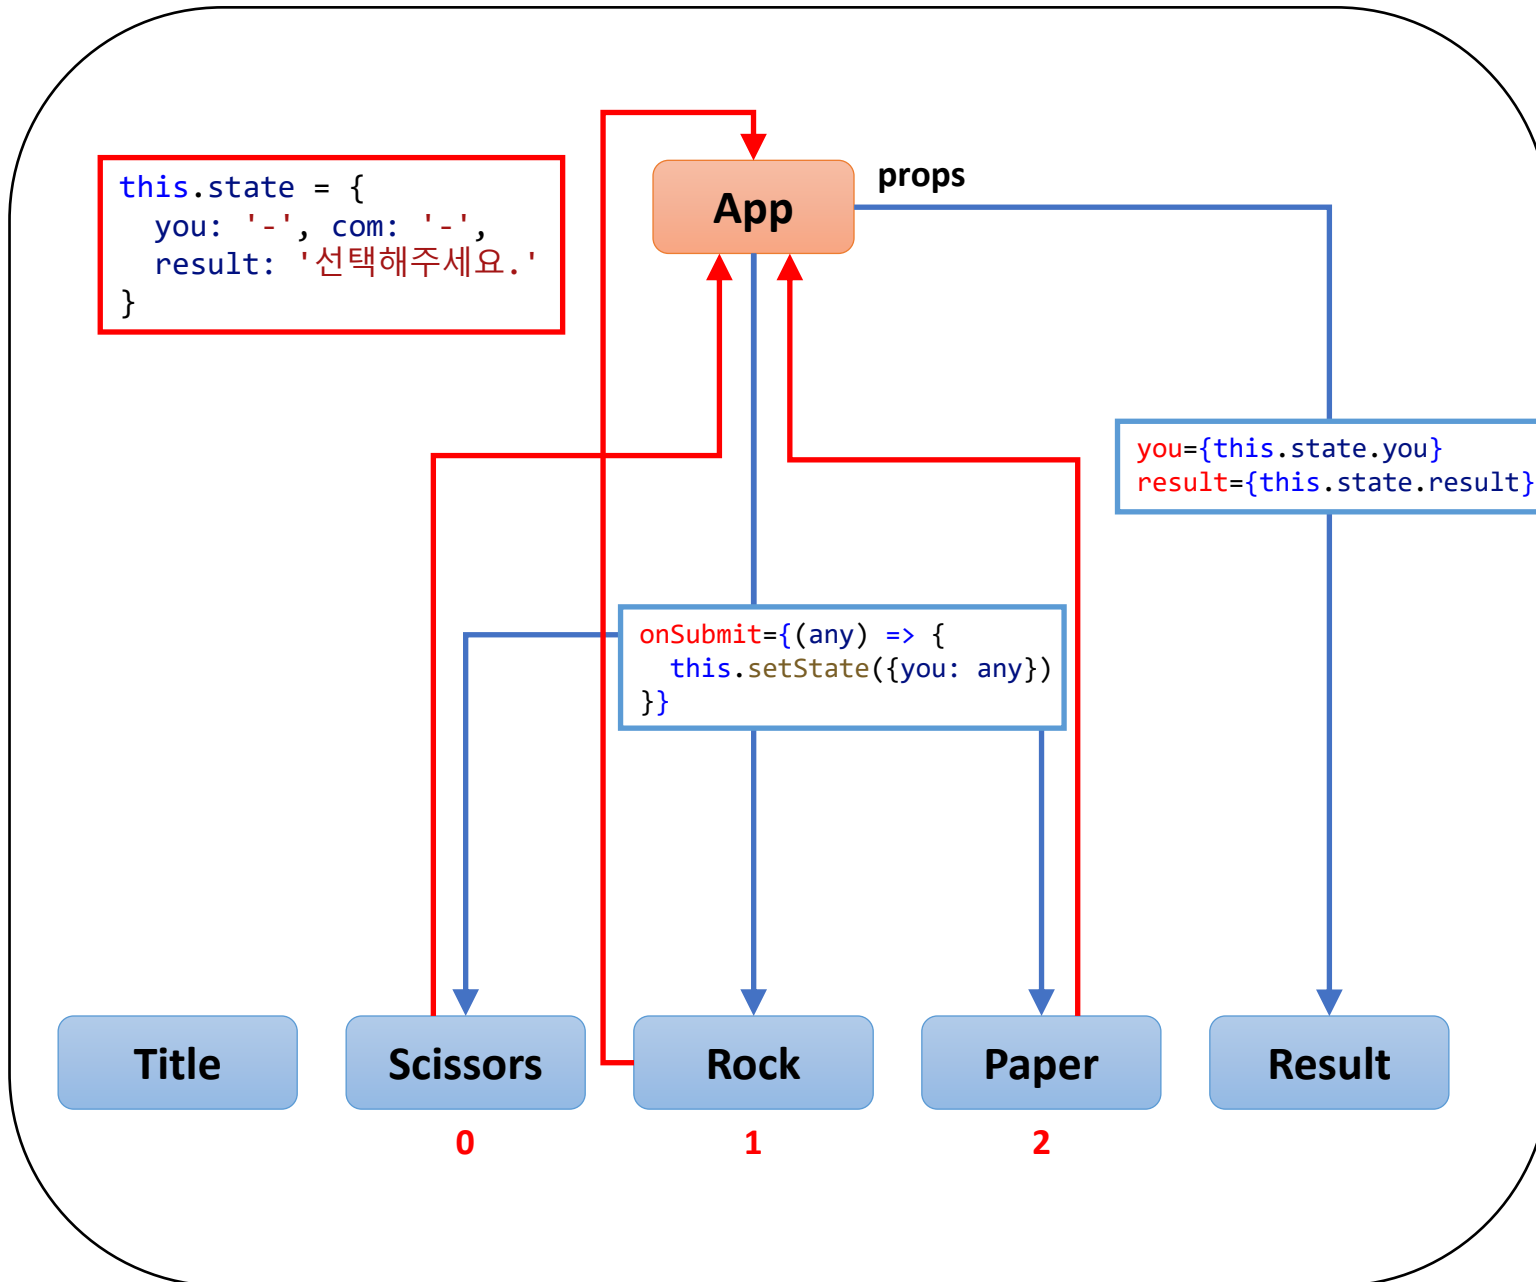 this.state = {
  you: '-', com: '-',
  result: '선택해주세요.'
}
App
props
you={this.state.you}
result={this.state.result}
onSubmit={(any) => {
  this.setState({you: any})
}}
Title
Scissors
Rock
Paper
Result
0
1
2